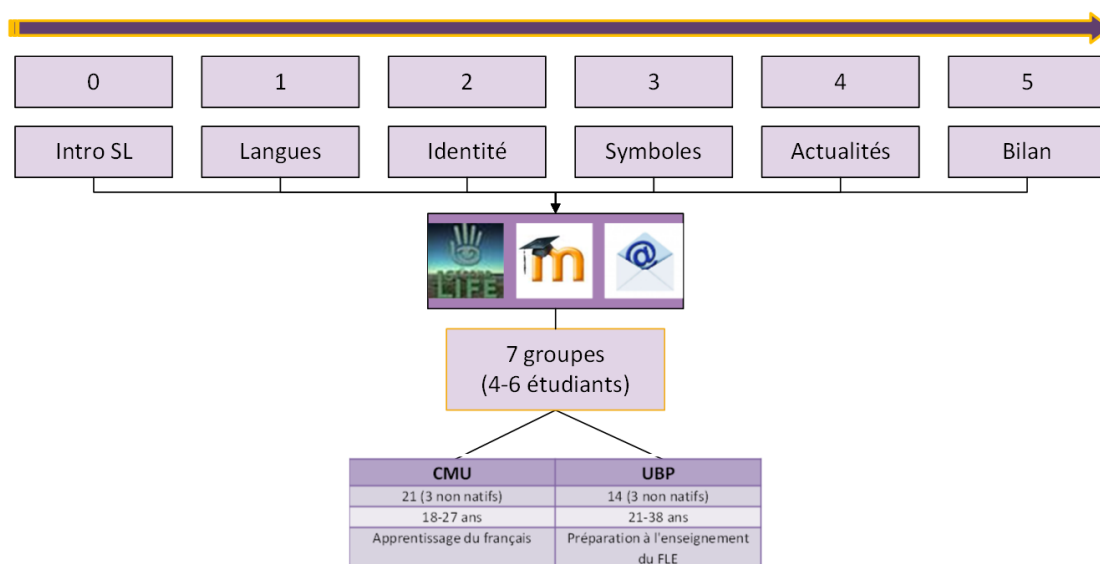 0
1
2
3
4
5
Intro SL
Langues
Identité
Symboles
Actualités
Bilan
LIFE
m
@
7 groupes
(4-6 étudiants)
CMU
UBP
21 (3 non natifs)
14 (3 non natifs)
18-27 ans
21-38 ans
Apprentissage du français
Préparation à l'enseignement
du FLE